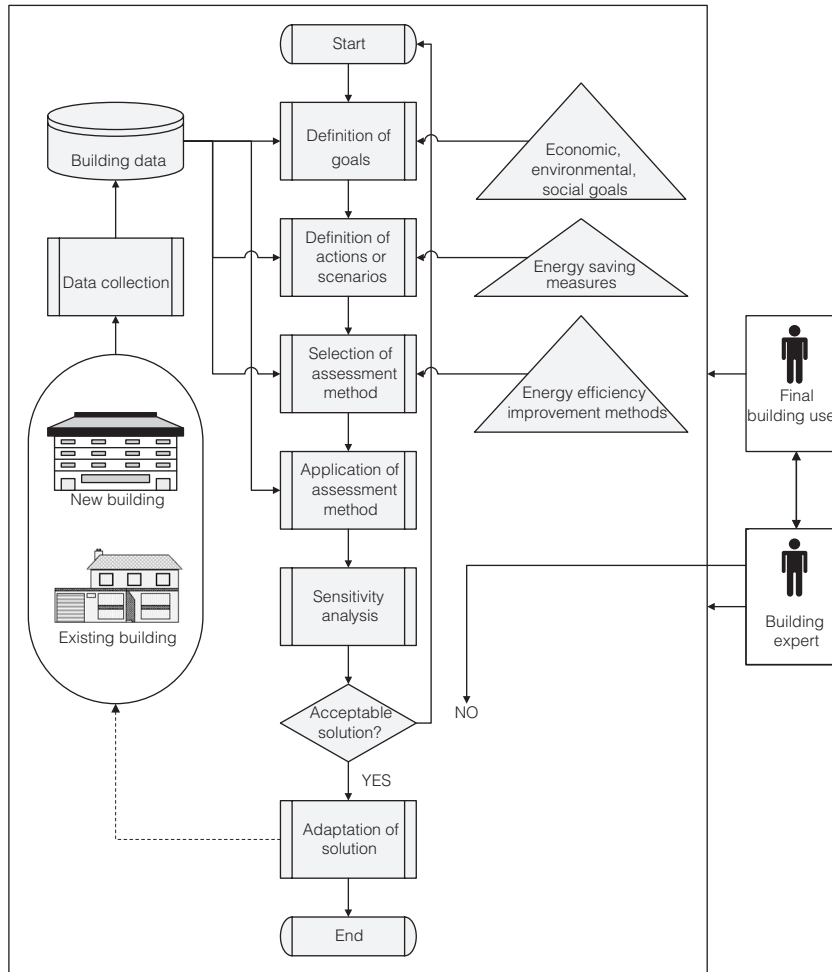 Start
Definition of
goals
Building data
Economic,
environmental,
social goals
Definition of
actions or
scenarios
Data collection
Energy saving
measures
Selection of
assessment
method
Energy efficiency
improvement methods
Final
building use
New building
Application of
assessment
method
Existing building
Sensitivity
analysis
Building
expert
Acceptable
solution?
NO
YES
Adaptation of
solution
End